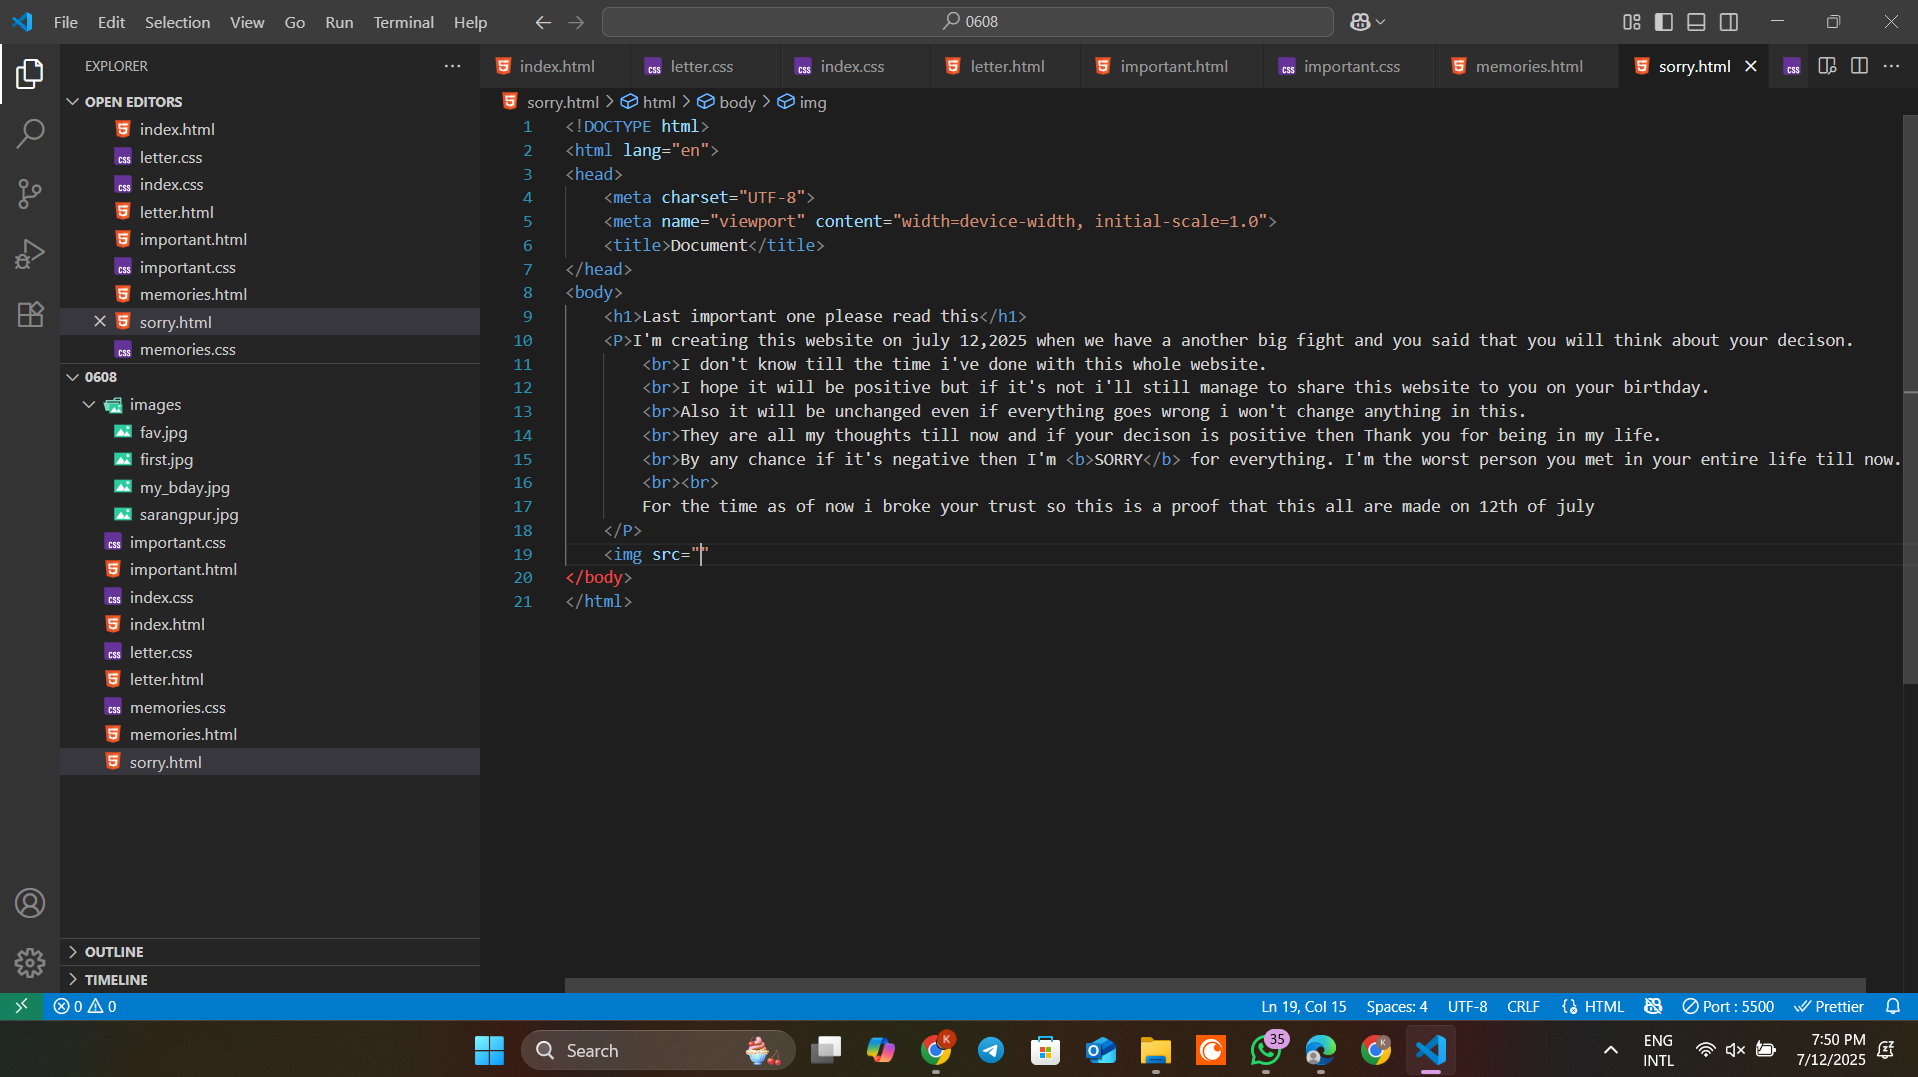 File Edit Selection View Go Run Terminal Help
0608
EXPLORER
OPEN EDITORS
index.html
letter.css
index.css
letter.html
important.html
important.css
memories.html
sorry.html
memories.css
0608
images
fav.jpg
first.jpg
my_bday.jpg
sarangpur.jpg
important.css
important.html
index.css
index.html
letter.css
letter.html
memories.css
memories.html
sorry.html
OUTLINE
TIMELINE
index.html letter.css index.css letter.html important.html important.css memories.html sorry.html
sorry.html > html > body > img
1 <!DOCTYPE html>
2 <html lang="en">
3 <head>
4 <meta charset="UTF-8">
5 <meta name="viewport" content="width=device-width, initial-scale=1.0">
6 <title>Document</title>
7 </head>
8 <body>
9 <h1>Last important one please read this</h1>
10 <P>I'm creating this website on july 12,2025 when we have a another big fight and you said that you will think about your decison.
11 <br>I don't know till the time i've done with this whole website.
12 <br>I hope it will be positive but if it's not i'll still manage to share this website to you on your birthday.
13 <br>Also it will be unchanged even if everything goes wrong i won't change anything in this.
14 <br>They are all my thoughts till now and if your decison is positive then Thank you for being in my life.
15 <br>By any chance if it's negative then I'm <b>SORRY</b> for everything. I'm the worst person you met in your entire life till now.
16 <br><br>
17 For the time as of now i broke your trust so this is a proof that this all are made on 12th of july
18 </P>
19 <img src=""
20 </body>
21 </html>
0 0
Ln 19, Col 15 Spaces: 4 UTF-8 CRLF HTML Port : 5500 Prettier
Search
K
35
K
ENG
INTL
7:50 PM
7/12/2025